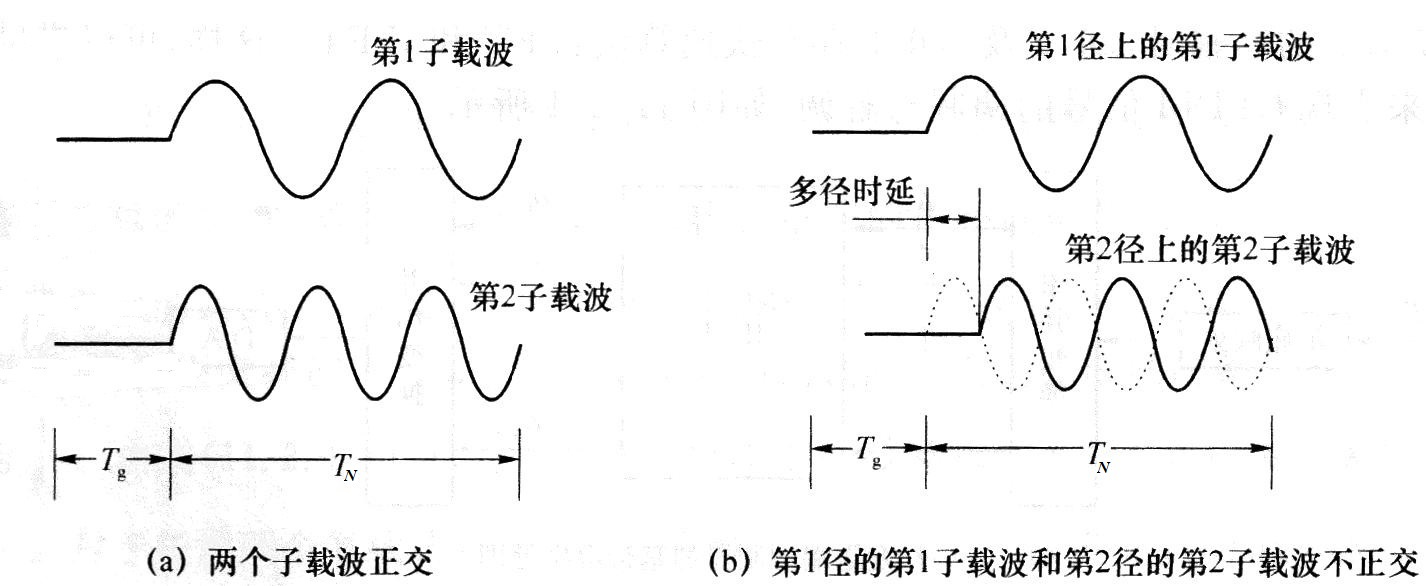 第1子载波
第2子载波
Tg
TN
(a) 两个子载波正交
第1径上的第1子载波
多径时延
第2径上的第2子载波
Tg
TN
(b) 第1径的第1子载波和第2径的第2子载波不正交